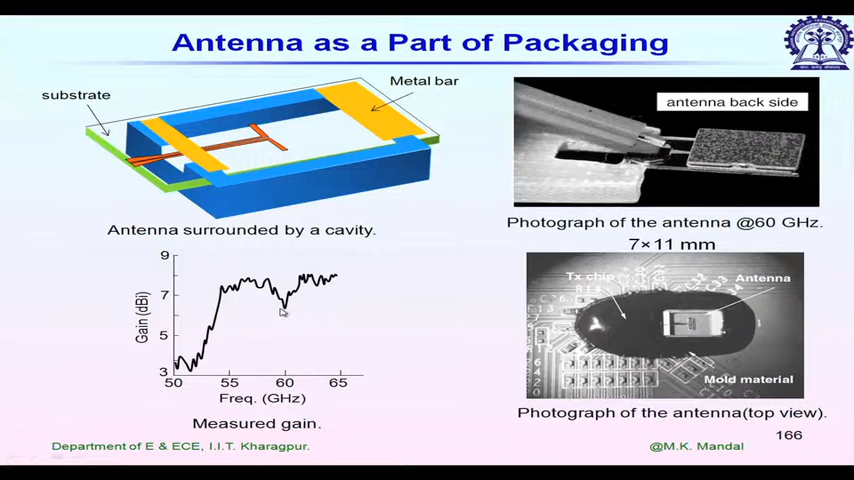 Antenna as a Part of Packaging
substrate
Metal bar
Antenna surrounded by a cavity.
antenna back side
Photograph of the antenna @60 GHz.
7×11 mm
9
7
5
3
50 55 60 65
Gain (dBi)
Freq. (GHz)
Measured gain.
Tx chip
Antenna
Mold material
Photograph of the antenna(top view).
166
Department of E & ECE, I.I.T. Kharagpur.
@M.K. Mandal